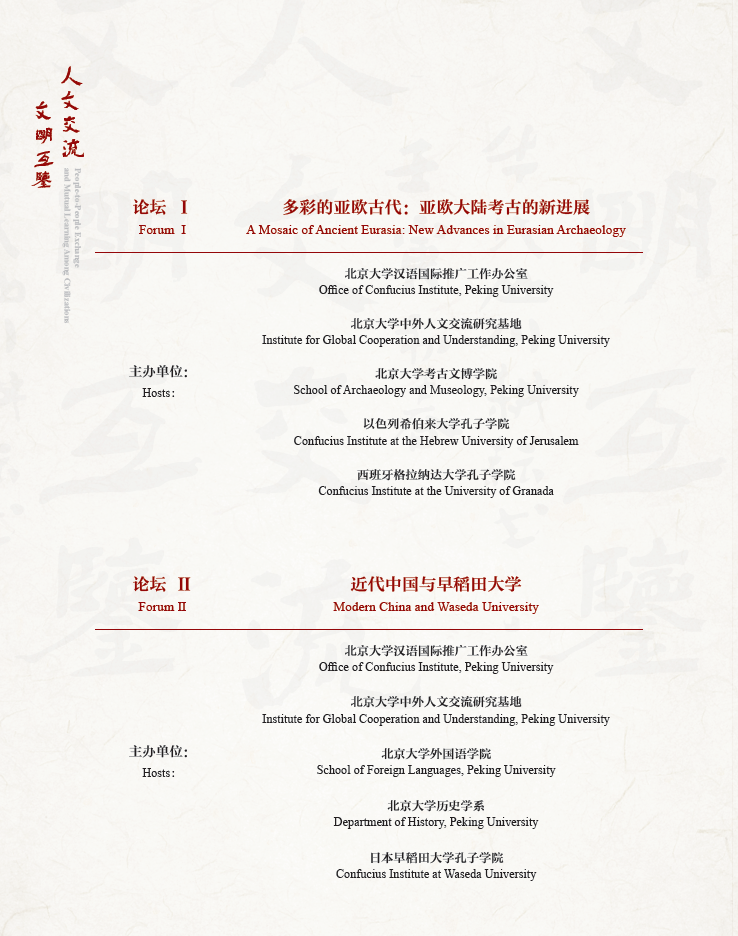 人文交流
文明互鑒
People-to-People Exchange
and Mutual Learning Among Civilizations
论坛 Ⅰ
多彩的亚欧古代：亚欧大陆考古的新进展
Forum Ⅰ
A Mosaic of Ancient Eurasia: New Advances in Eurasian Archaeology
北京大学汉语国际推广工作办公室
Office of Confucius Institute, Peking University
北京大学中外人文交流研究基地
Institute for Global Cooperation and Understanding, Peking University
主办单位：
Hosts：
北京大学考古文博学院
School of Archaeology and Museology, Peking University
以色列希伯来大学孔子学院
Confucius Institute at the Hebrew University of Jerusalem
西班牙格拉纳达大学孔子学院
Confucius Institute at the University of Granada
论坛 Ⅱ
近代中国与早稻田大学
Forum Ⅱ
Modern China and Waseda University
北京大学汉语国际推广工作办公室
Office of Confucius Institute, Peking University
北京大学中外人文交流研究基地
Institute for Global Cooperation and Understanding, Peking University
主办单位：
Hosts：
北京大学外国语学院
School of Foreign Languages, Peking University
北京大学历史学系
Department of History, Peking University
日本早稻田大学孔子学院
Confucius Institute at Waseda University